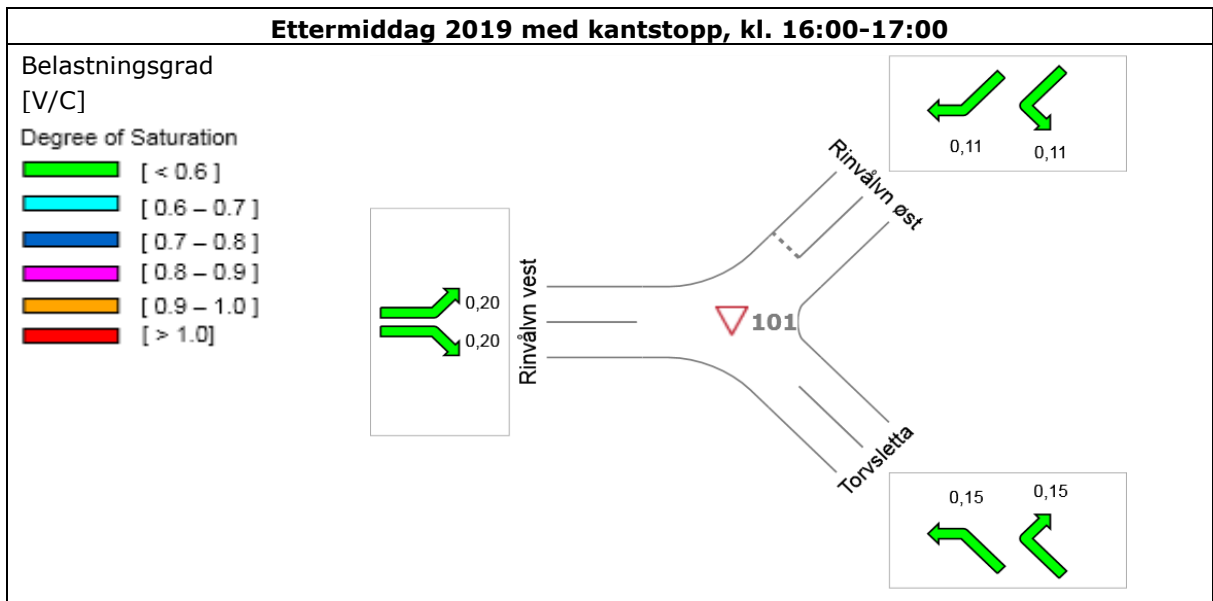 Ettermiddag 2019 med kantstopp, kl. 16:00-17:00
Belastningsgrad
[V/C]
Degree of Saturation
[ < 0.6 ]
[ 0.6 – 0.7 ]
[ 0.7 – 0.8 ]
[ 0.8 – 0.9 ]
[ 0.9 – 1.0 ]
[ > 1.0]
0,11
0,11
Rinvålvn øst
0,20
0,20
Rinvålvn vest
101
Torvsletta
0,15
0,15